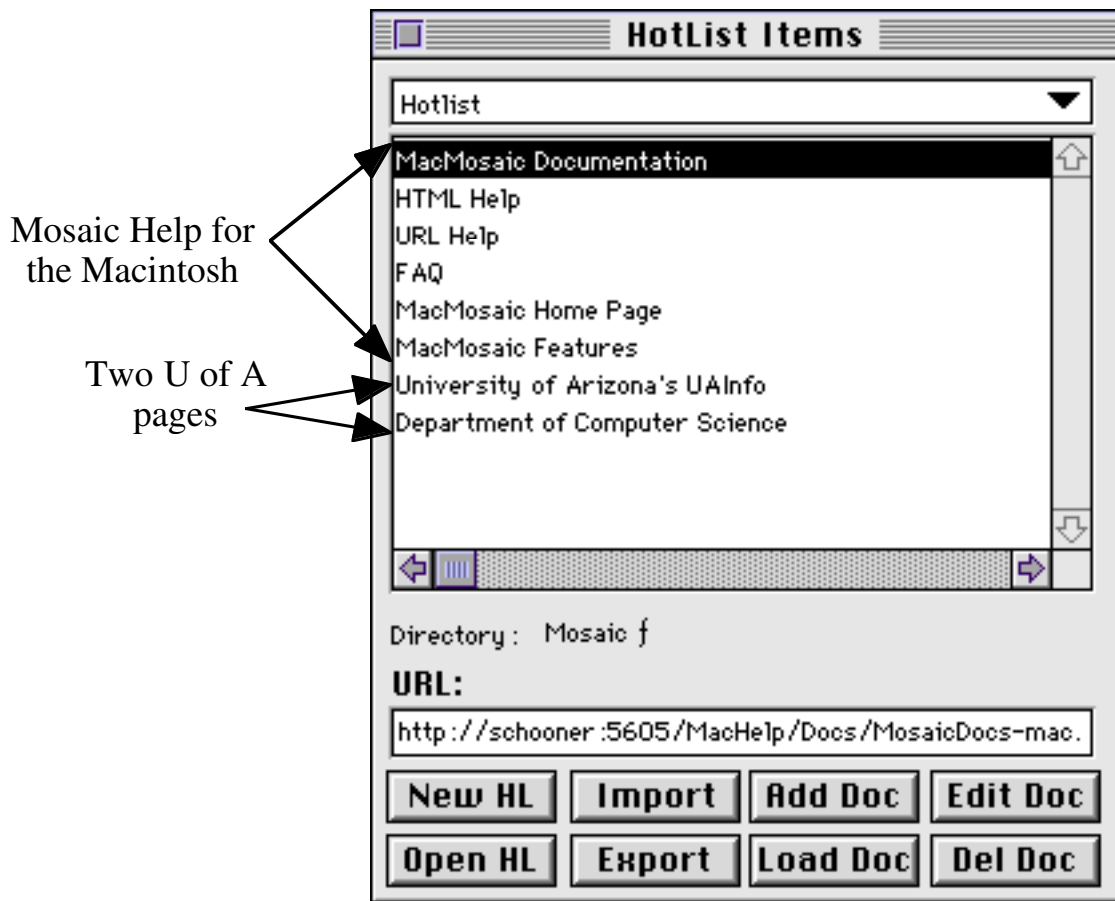 HotList Items
Hotlist
MacMosaic Documentation
HTML Help
URL Help
FAQ
MacMosaic Home Page
MacMosaic Features
University of Arizona's UAInfo
Department of Computer Science
Mosaic Help for
the Macintosh
Two U of A
pages
Directory: Mosaic ƒ
URL:
http://schooner:5605/MacHelp/Docs/MosaicDocs-mac.
New HL Import Add Doc Edit Doc
Open HL Export Load Doc Del Doc